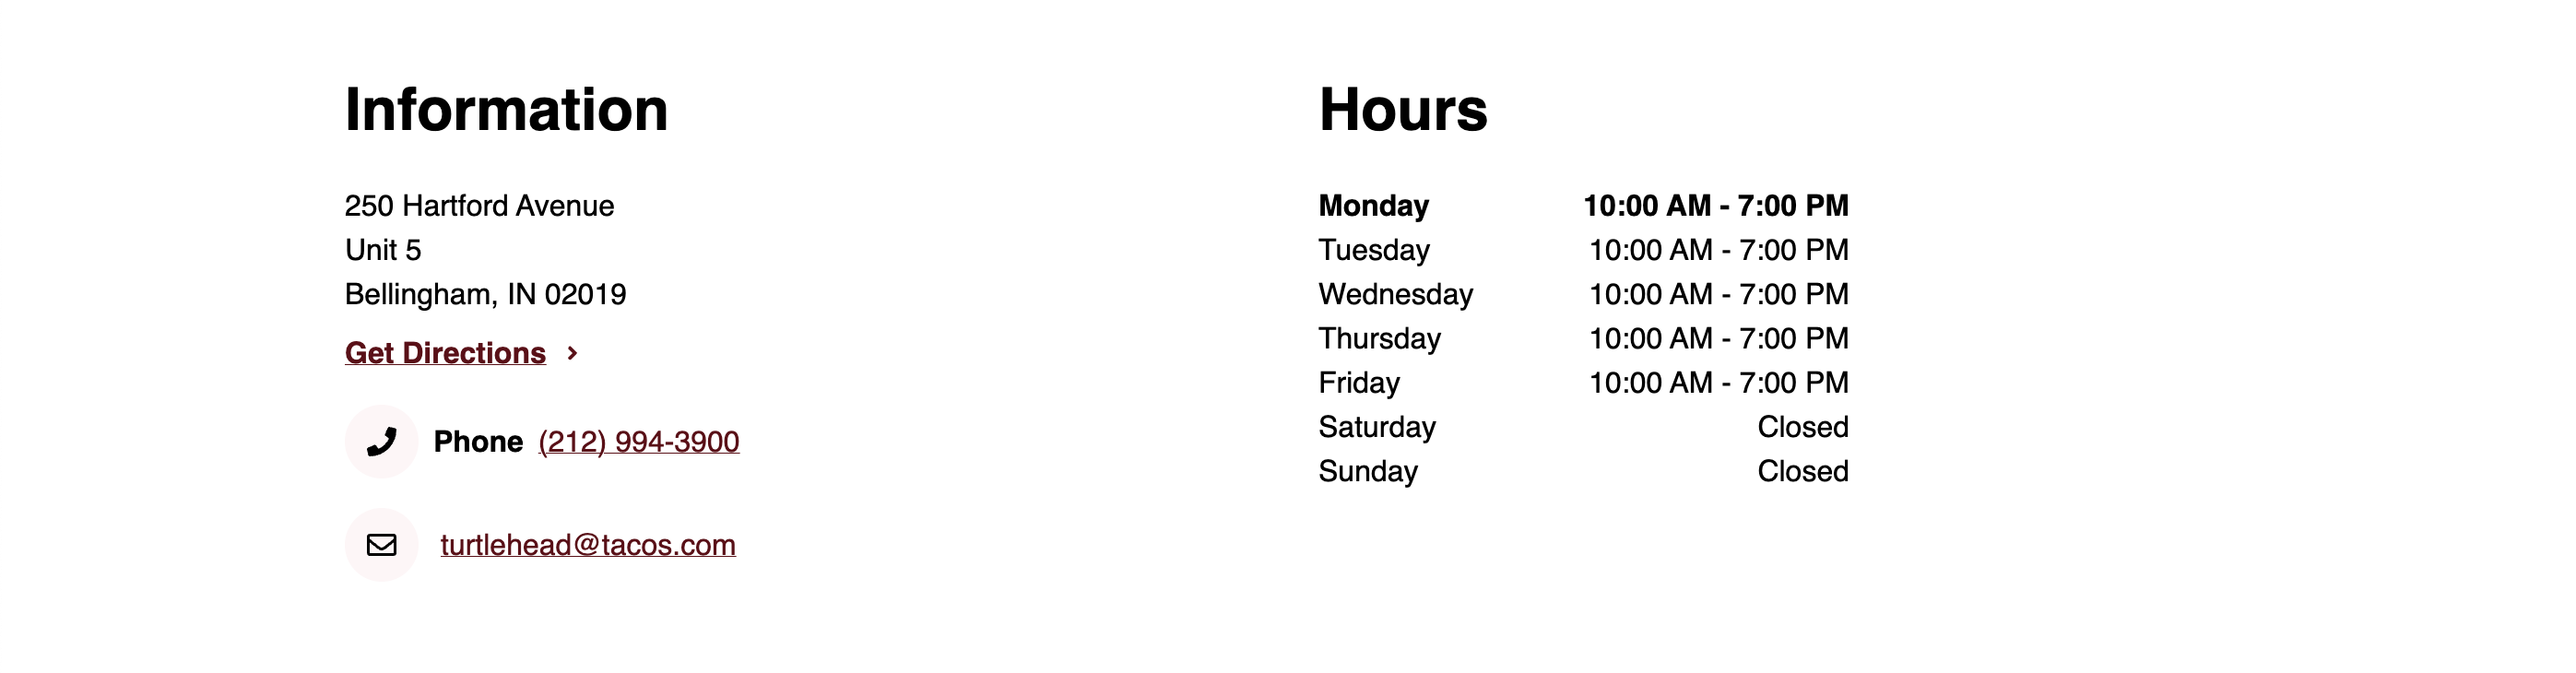 Information
250 Hartford Avenue
Unit 5
Bellingham, IN 02019
Get Directions
Phone (212) 994-3900
turtlehead@tacos.com
Hours
Monday 10:00 AM - 7:00 PM
Tuesday 10:00 AM - 7:00 PM
Wednesday 10:00 AM - 7:00 PM
Thursday 10:00 AM - 7:00 PM
Friday 10:00 AM - 7:00 PM
Saturday Closed
Sunday Closed